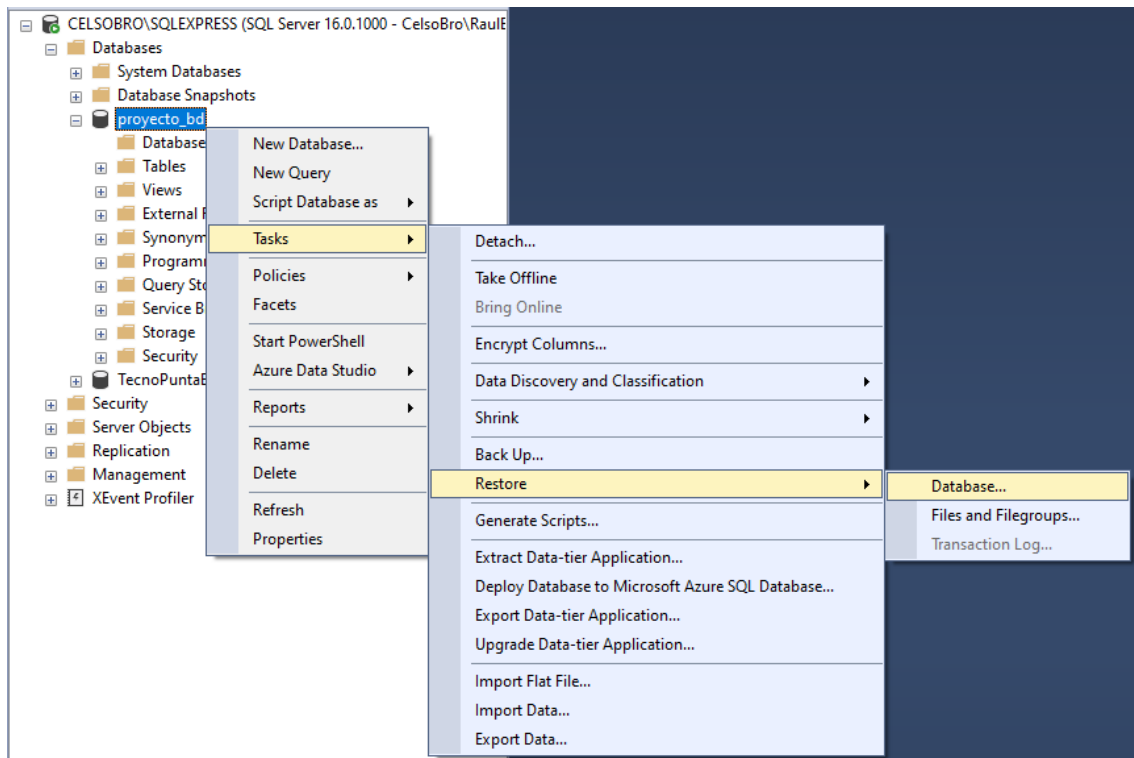 CELSOBRO\SQLEXPRESS (SQL Server 16.0.1000 - CelsoBro\RaulE
Databases
System Databases
Database Snapshots
proyecto_bd
Database
Tables
Views
External
Synonym
Program
Query Sto
Service B
Storage
Security
TecnoPunta
Security
Server Objects
Replication
Management
XEvent Profiler
New Database...
New Query
Script Database as
Tasks
Policies
Facets
Start PowerShell
Azure Data Studio
Reports
Rename
Delete
Refresh
Properties
Detach...
Take Offline
Bring Online
Encrypt Columns...
Data Discovery and Classification
Shrink
Back Up...
Restore
Generate Scripts...
Extract Data-tier Application...
Deploy Database to Microsoft Azure SQL Database...
Export Data-tier Application...
Upgrade Data-tier Application...
Import Flat File...
Import Data...
Export Data...
Database...
Files and Filegroups...
Transaction Log...